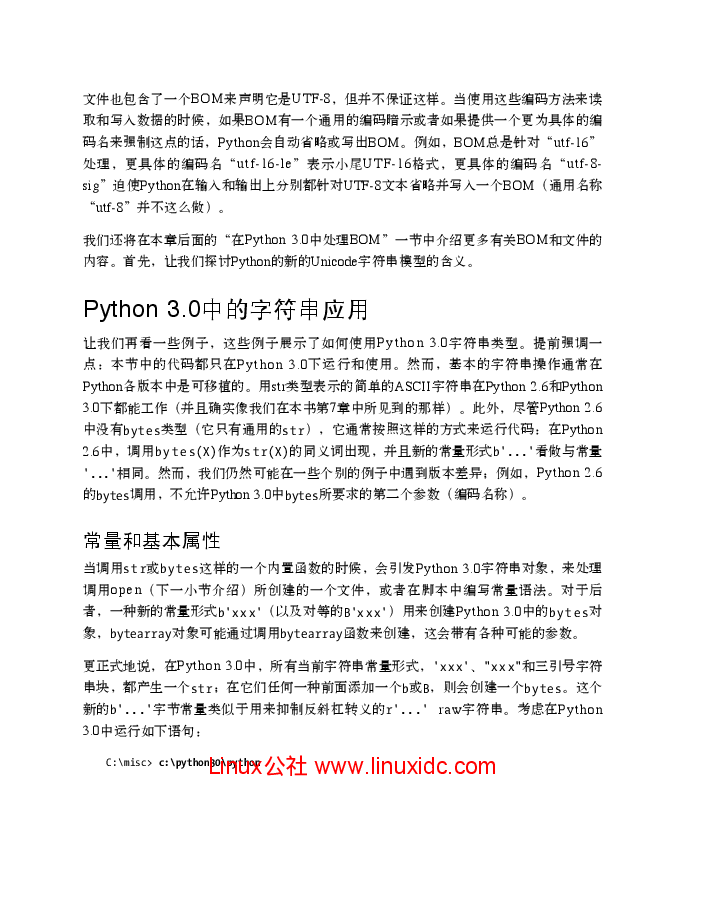 文件也包含了一个BOM来声明它是UTF-8，但并不保证这样。当使用这些编码方法来读
取和写入数据的时候，如果BOM有一个通用的编码暗示或者如果提供一个更为具体的编
码名来强制这点的话，Python会自动省略或写出BOM。例如，BOM总是针对“utf-16”
处理，更具体的编码名“utf-16-le”表示小尾UTF-16格式，更具体的编码名“utf-8-
sig”迫使Python在输入和输出上分别都针对UTF-8文本省略并写入一个BOM（通用名称
“utf-8”并不这么做）。
我们还将在本章后面的“在Python 3.0中处理BOM”一节中介绍更多有关BOM和文件的
内容。首先，让我们探讨Python的新的Unicode字符串模型的含义。
Python 3.0中的字符串应用
让我们再看一些例子，这些例子展示了如何使用Python 3.0字符串类型。提前强调一
点：本节中的代码都只在Python 3.0下运行和使用。然而，基本的字符串操作通常在
Python各版本中是可移植的。用str类型表示的简单的ASCII字符串在Python 2.6和Python
3.0下都能工作（并且确实像我们在本书第7章中所见到的那样）。此外，尽管Python 2.6
中没有bytes类型（它只有通用的str），它通常按照这样的方式来运行代码：在Python
2.6中，调用bytes(X)作为str(X)的同义词出现，并且新的常量形式b'...'看做与常量
'...'相同。然而，我们仍然可能在一些个别的例子中遇到版本差异；例如，Python 2.6
的bytes调用，不允许Python 3.0中bytes所要求的第二个参数（编码名称）。
常量和基本属性
当调用str或bytes这样的一个内置函数的时候，会引发Python 3.0字符串对象，来处理
调用open（下一小节介绍）所创建的一个文件，或者在脚本中编写常量语法。对于后
者，一种新的常量形式b'xxx'（以及对等的B'xxx'）用来创建Python 3.0中的bytes对
象，bytearray对象可能通过调用bytearray函数来创建，这会带有各种可能的参数。
更正式地说，在Python 3.0中，所有当前字符串常量形式，'xxx'、"xxx"和三引号字符
串块，都产生一个str；在它们任何一种前面添加一个b或B，则会创建一个bytes。这个
新的b'...'字节常量类似于用来抑制反斜杠转义的r'...' raw字符串。考虑在Python
3.0中运行如下语句：
C:\misc> c:\python30\python
Linux公社 www.linuxidc.com